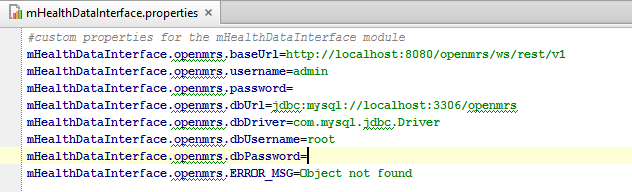 mHealthDataInterface.properties
#custom properties for the mHealthDataInterface module
mHealthDataInterface.openmrs.baseUrl=http://localhost:8080/openmrs/ws/rest/v1
mHealthDataInterface.openmrs.username=admin
mHealthDataInterface.openmrs.password=
mHealthDataInterface.openmrs.dbUrl=jdbc:mysql://localhost:3306/openmrs
mHealthDataInterface.openmrs.dbDriver=com.mysql.jdbc.Driver
mHealthDataInterface.openmrs.dbUsername=root
mHealthDataInterface.openmrs.dbPassword=
mHealthDataInterface.openmrs.ERROR_MSG=Object not found